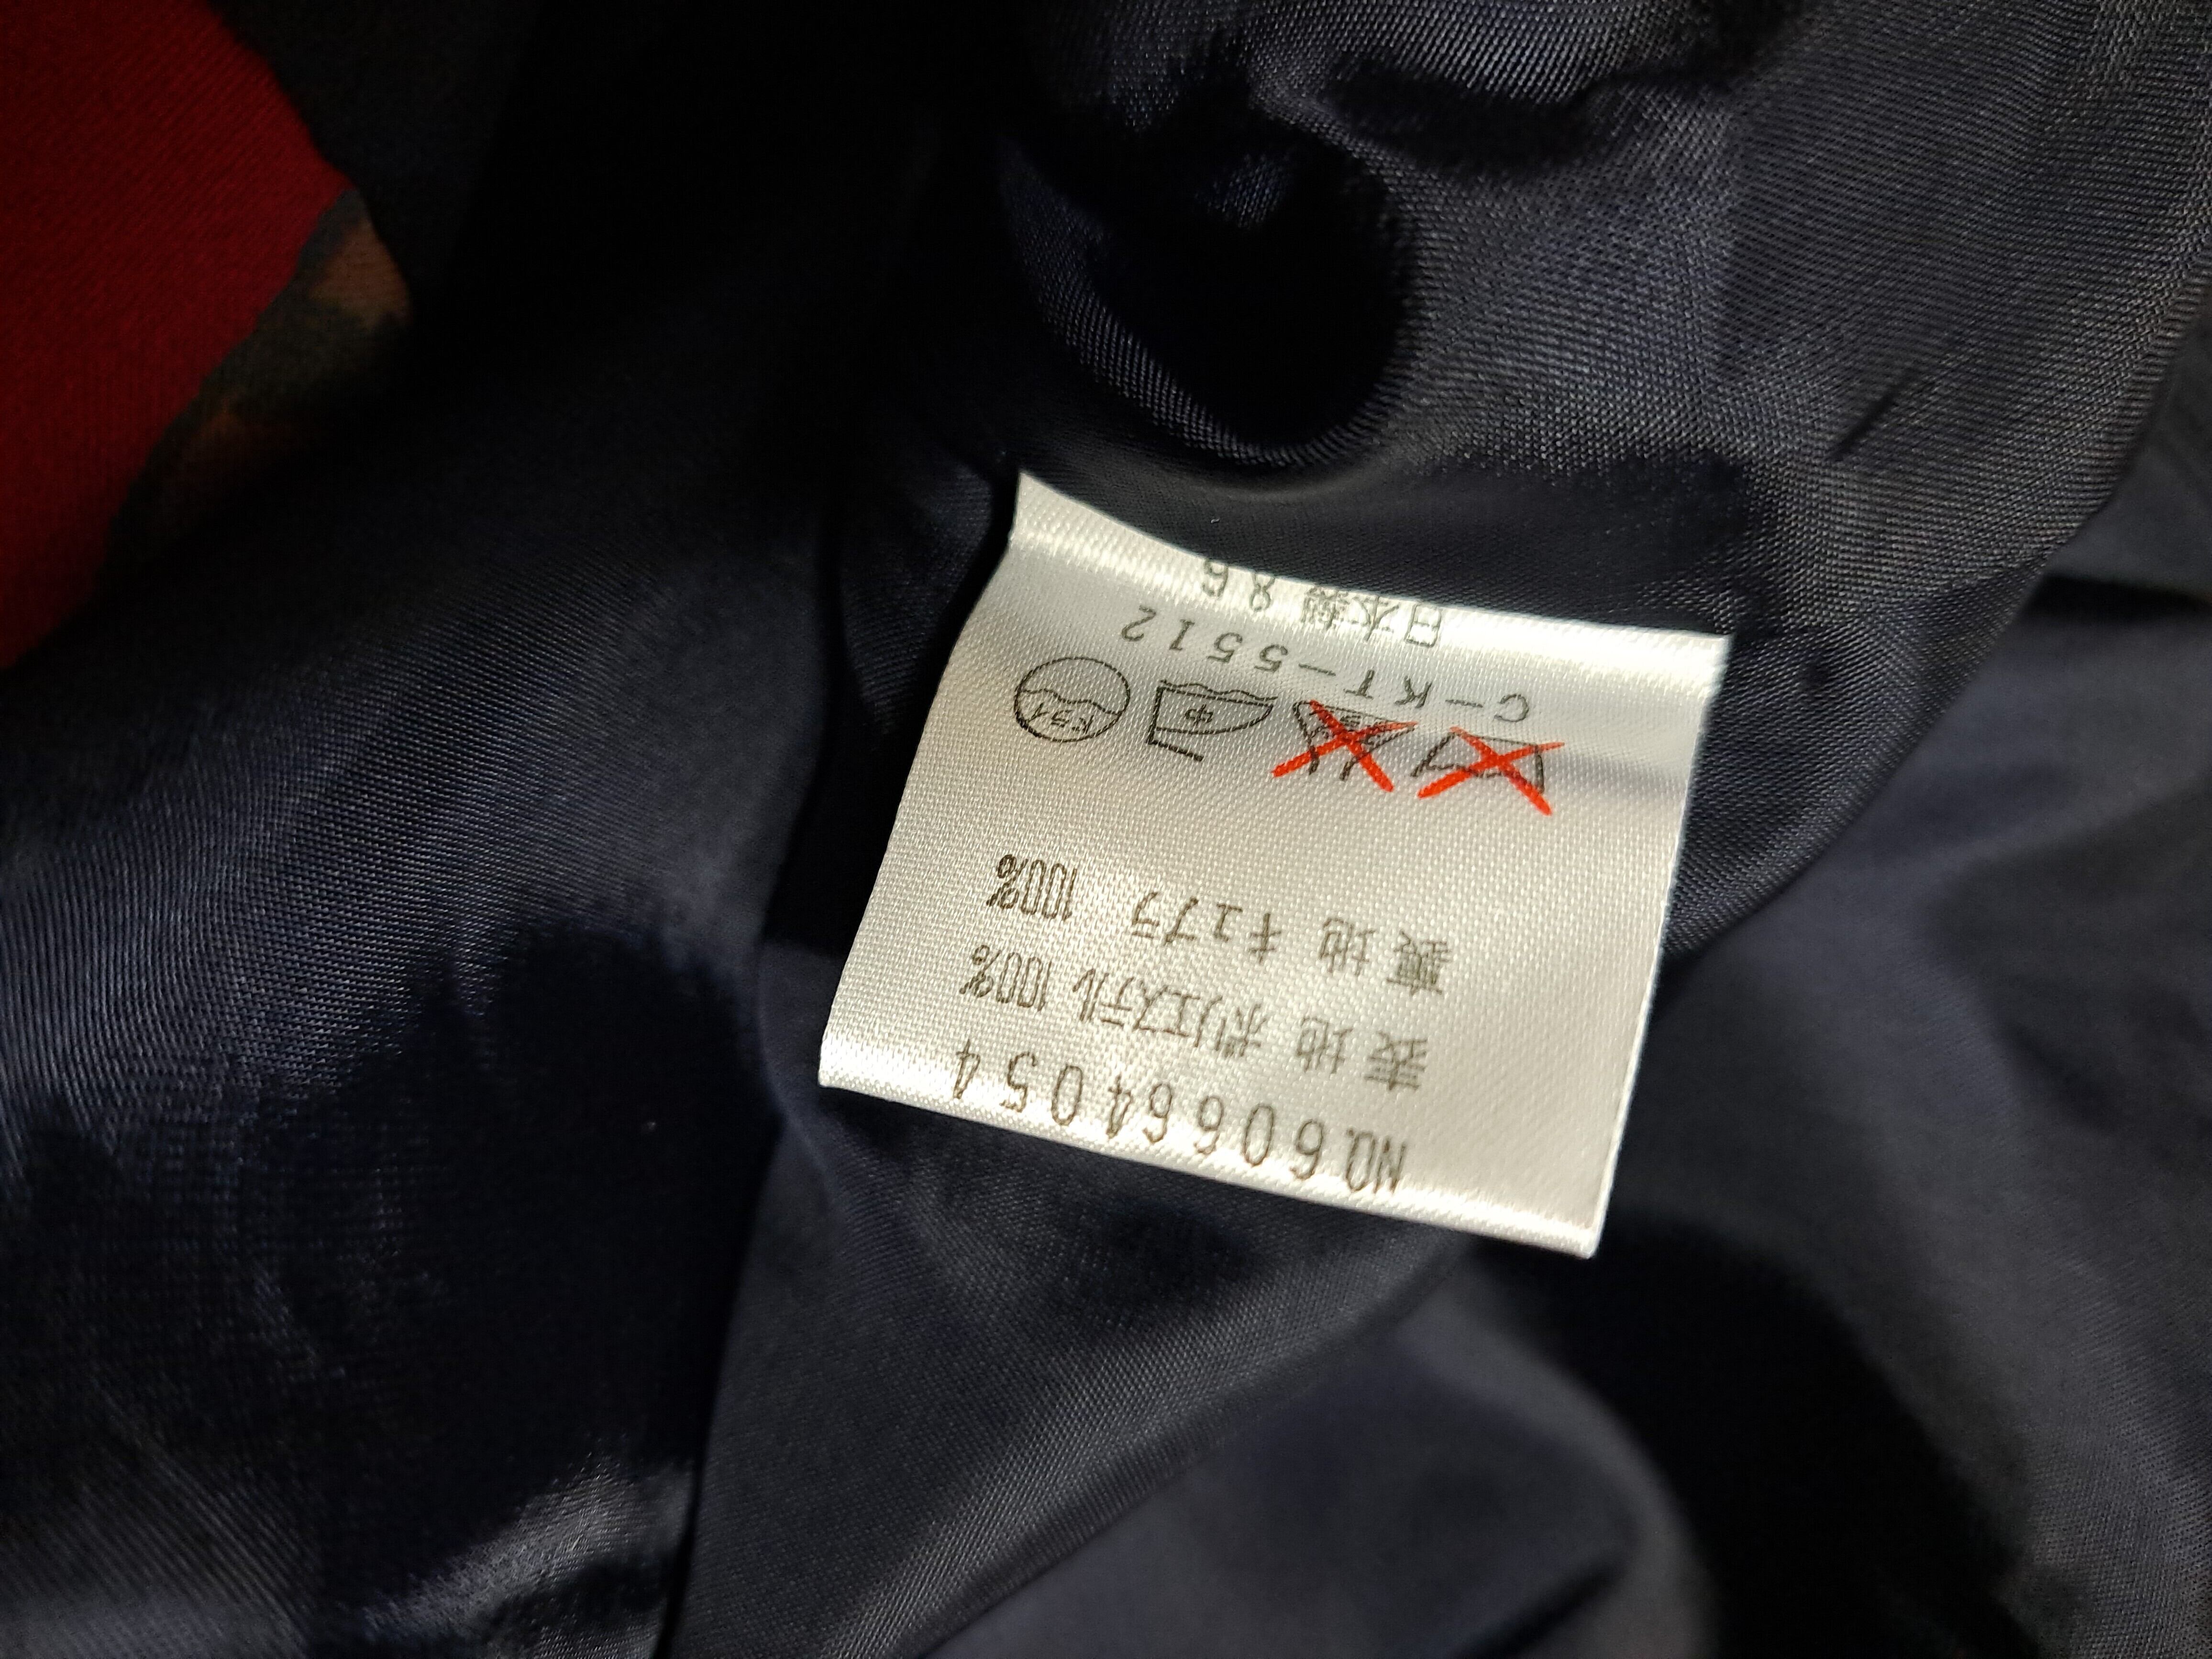 NO.60664054
表地 ポリエステル 100%
裏地 キュプラ 100%
中 ドライ
C-KT-5512
日本製 86